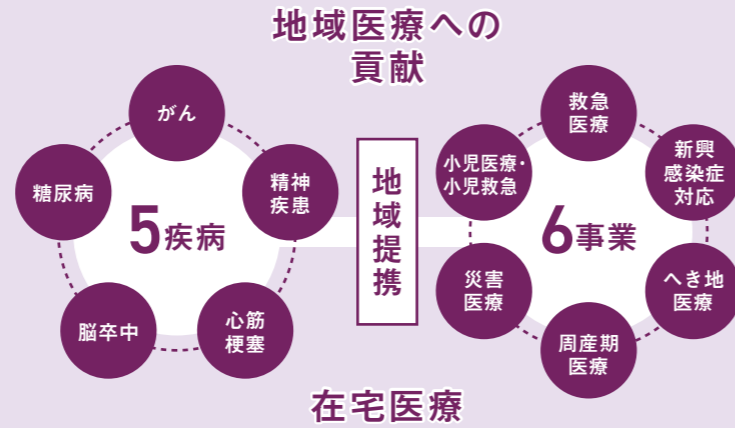 地域医療への
貢献
がん
精神
疾患
心筋
梗塞
脳卒中
糖尿病
5疾病
地域提携
救急
医療
新興
感染症
対応
へき地
医療
周産期
医療
災害
医療
小児医療・
小児救急
6事業
在宅医療